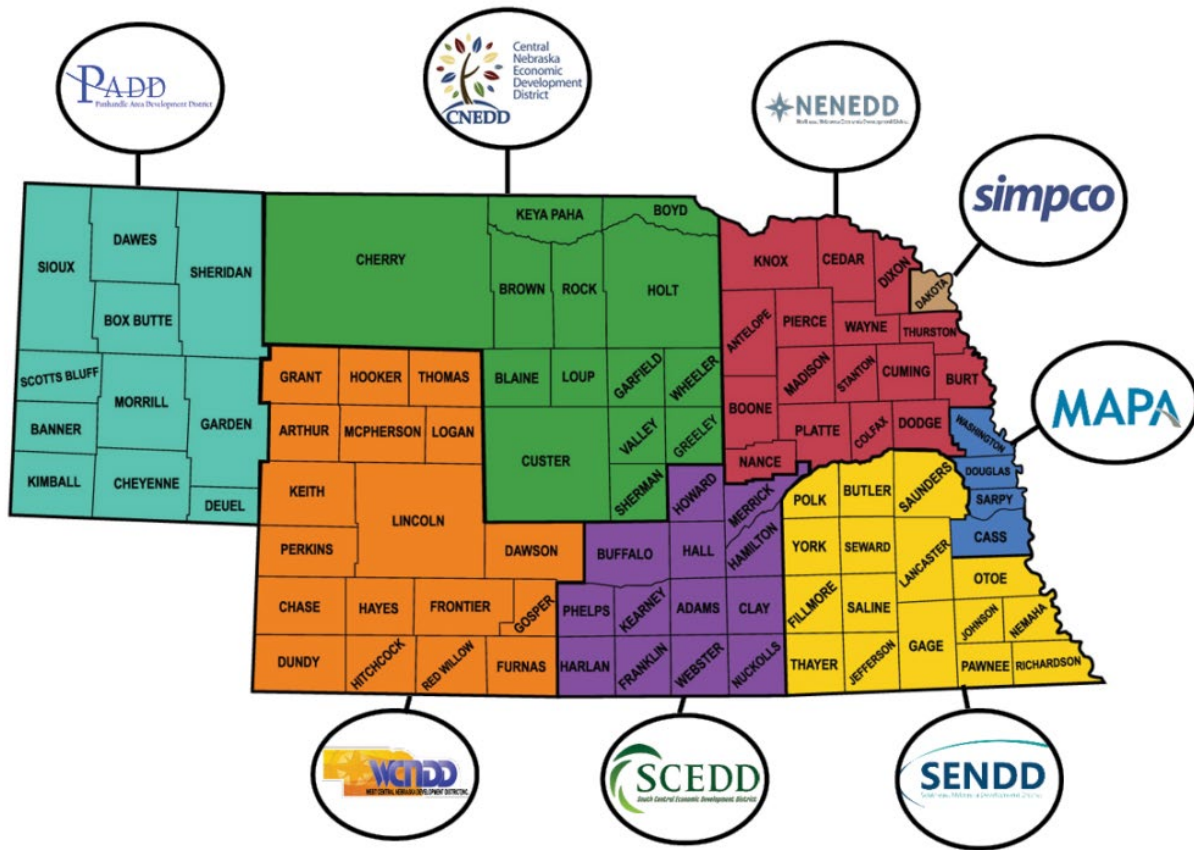 PADD
Panhandle Area Development District
Central
Nebraska
Economic
Development
District
CNEDD
NENEDD
simpco
MAPA
SIOUX
DAWES
SHERIDAN
BOX BUTTE
SCOTTS BLUFF
MORRILL
GARDEN
BANNER
KIMBALL
CHEYENNE
DEUEL
CHERRY
KEYA PAHA
BOYD
BROWN
ROCK
HOLT
BLAINE
LOUP
GARFIELD
WHEELER
CUSTER
VALLEY
GREELEY
SHERMAN
KNOX
CEDAR
DIXON
DAKOTA
ANTELOPE
PIERCE
WAYNE
THURSTON
MADISON
STANTON
CUMING
BURT
BOONE
PLATTE
COLFAX
DODGE
NANCE
WASHINGTON
DOUGLAS
SARPY
CASS
GRANT
HOOKER
THOMAS
ARTHUR
MCPHERSON
LOGAN
KEITH
LINCOLN
PERKINS
DAWSON
CHASE
HAYES
FRONTIER
GOSPER
DUNDY
HITCHCOCK
RED WILLOW
FURNAS
HOWARD
MERRICK
BUFFALO
HALL
HAMILTON
PHELPS
KEARNEY
ADAMS
CLAY
HARLAN
FRANKLIN
WEBSTER
NUCKOLLS
POLK
BUTLER
SAUNDERS
YORK
SEWARD
LANCASTER
OTOE
FILLMORE
SALINE
GAGE
JOHNSON
NEMAHA
THAYER
JEFFERSON
PAWNEE
RICHARDSON
WCNDD
WEST CENTRAL NEBRASKA DEVELOPMENT DISTRICT INC.
SCEDD
South Central Economic Development District
SENDD